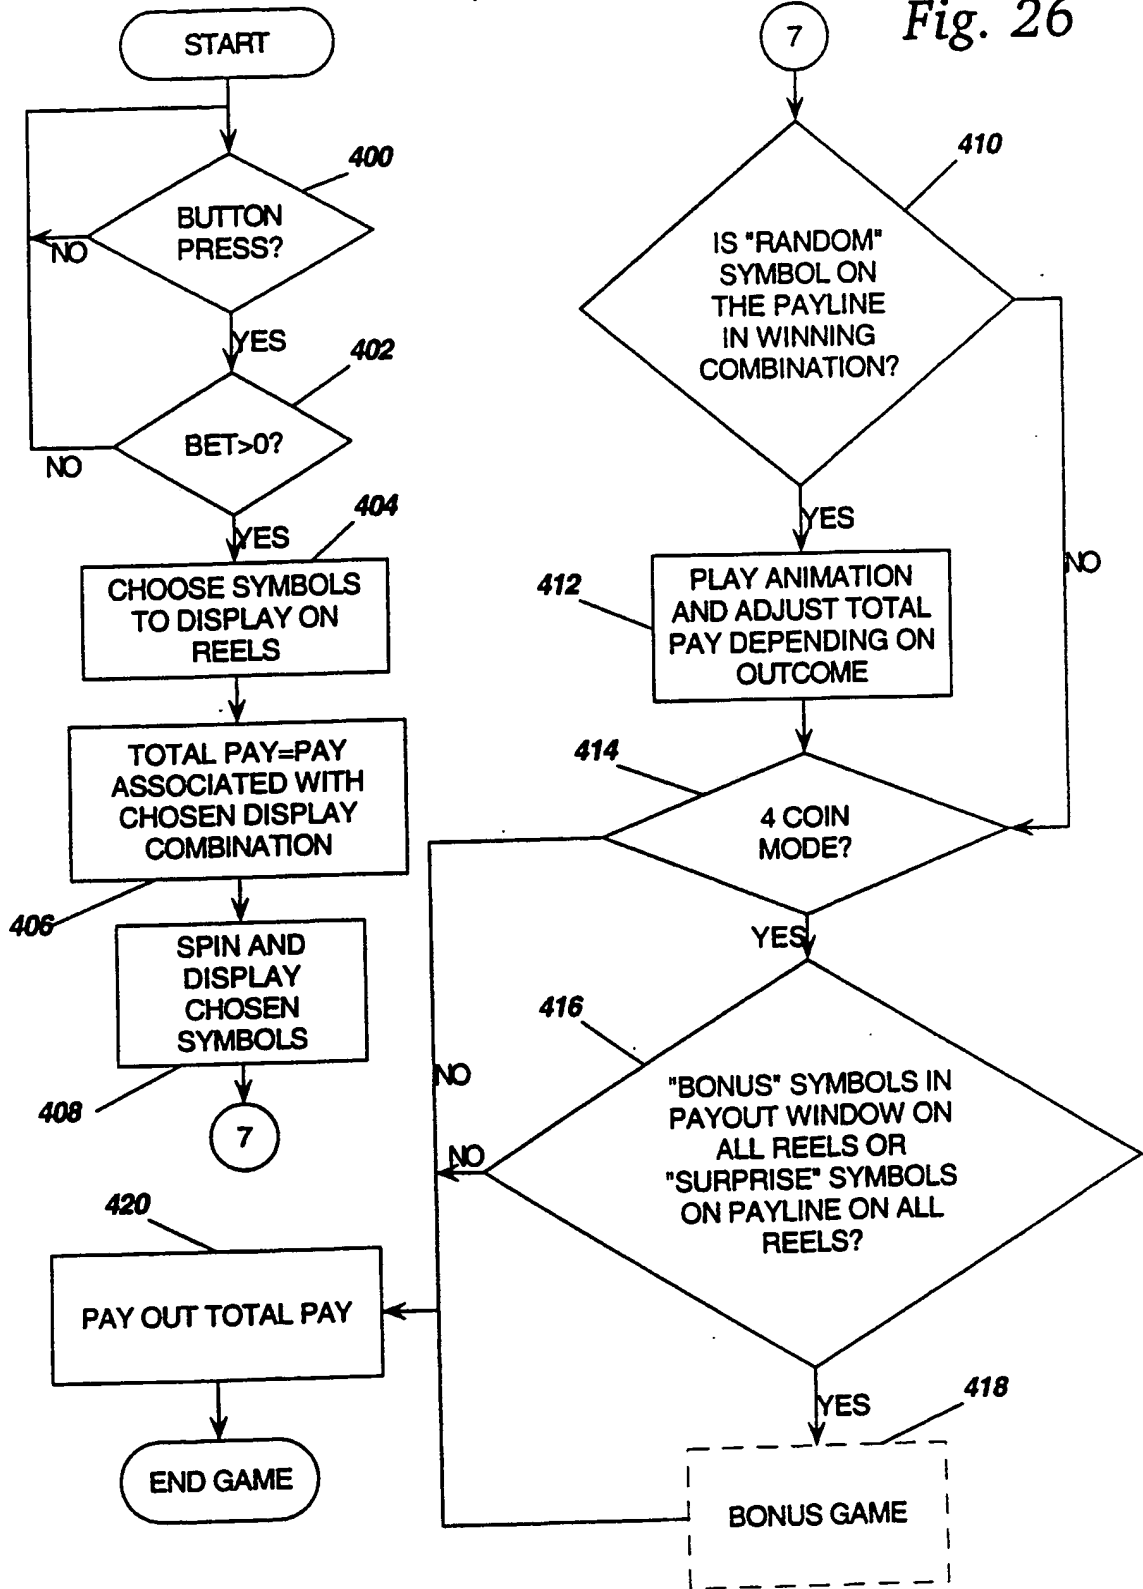 Fig. 26
START
400
BUTTON
PRESS?
NO
YES
402
BET>0?
NO
YES
404
CHOOSE SYMBOLS
TO DISPLAY ON
REELS
TOTAL PAY=PAY
ASSOCIATED WITH
CHOSEN DISPLAY
COMBINATION
406
SPIN AND
DISPLAY
CHOSEN
SYMBOLS
408
7
7
410
IS "RANDOM"
SYMBOL ON
THE PAYLINE
IN WINNING
COMBINATION?
YES
NO
412
PLAY ANIMATION
AND ADJUST TOTAL
PAY DEPENDING ON
OUTCOME
414
4 COIN
MODE?
YES
NO
416
"BONUS" SYMBOLS IN
PAYOUT WINDOW ON
ALL REELS OR
"SURPRISE" SYMBOLS
ON PAYLINE ON ALL
REELS?
NO
YES
418
BONUS GAME
420
PAY OUT TOTAL PAY
END GAME